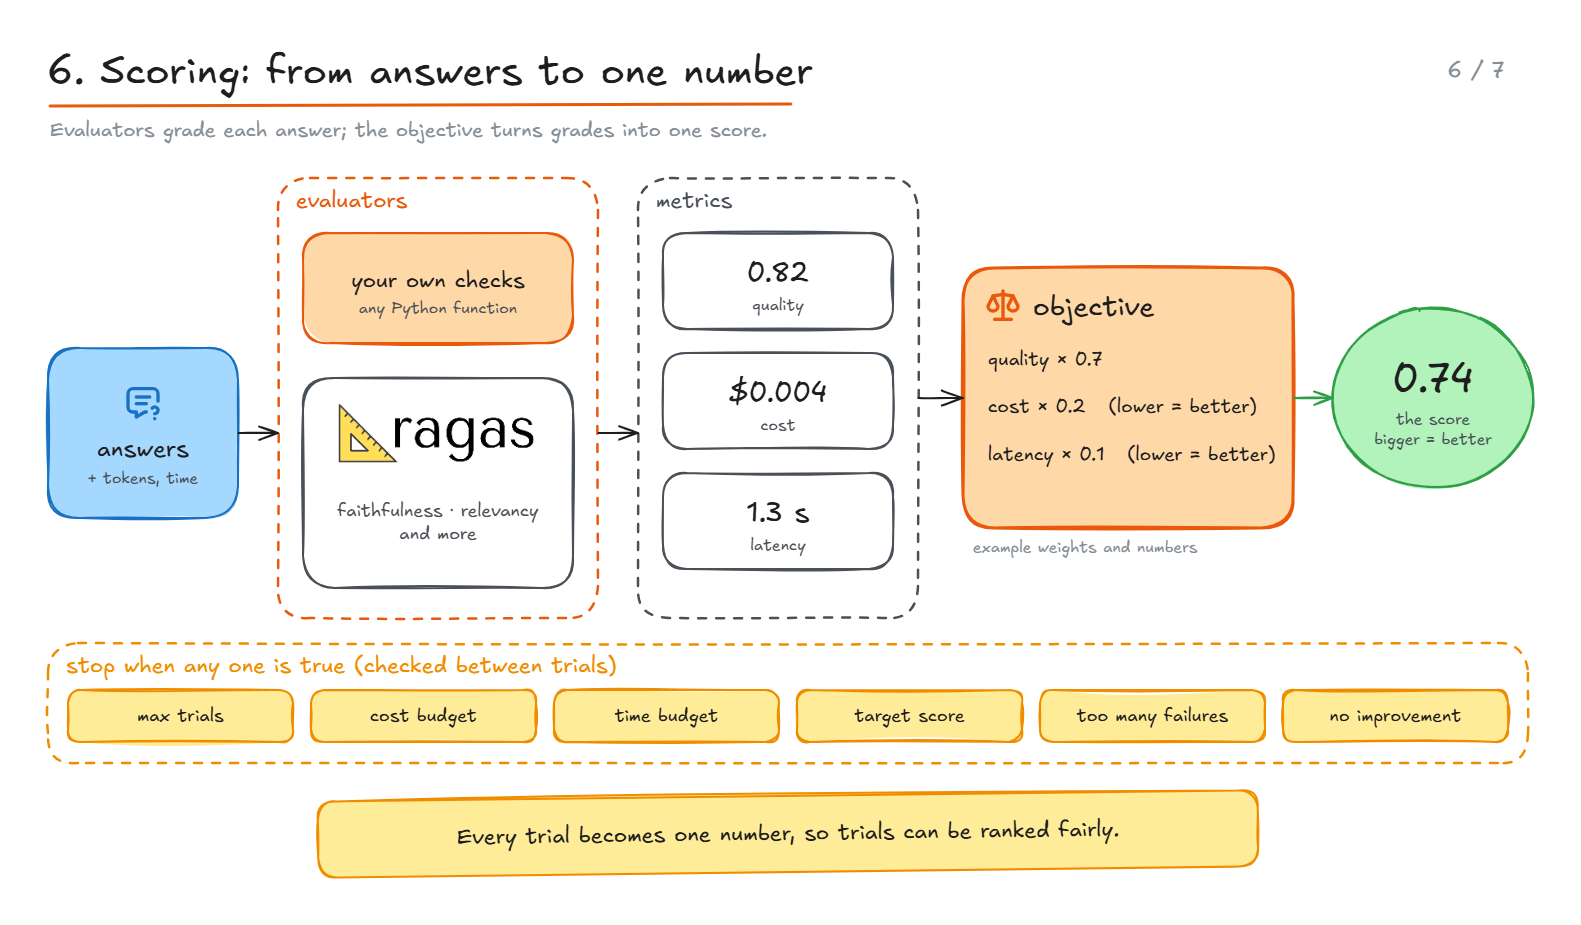 6. Scoring: from answers to one number
6 / 7
Evaluators grade each answer; the objective turns grades into one score.
answers
+ tokens, time
evaluators
your own checks
any Python function
ragas
faithfulness · relevancy
and more
metrics
0.82
quality
$0.004
cost
1.3 s
latency
objective
quality × 0.7
cost × 0.2 (lower = better)
latency × 0.1 (lower = better)
example weights and numbers
0.74
the score
bigger = better
stop when any one is true (checked between trials)
max trials
cost budget
time budget
target score
too many failures
no improvement
Every trial becomes one number, so trials can be ranked fairly.